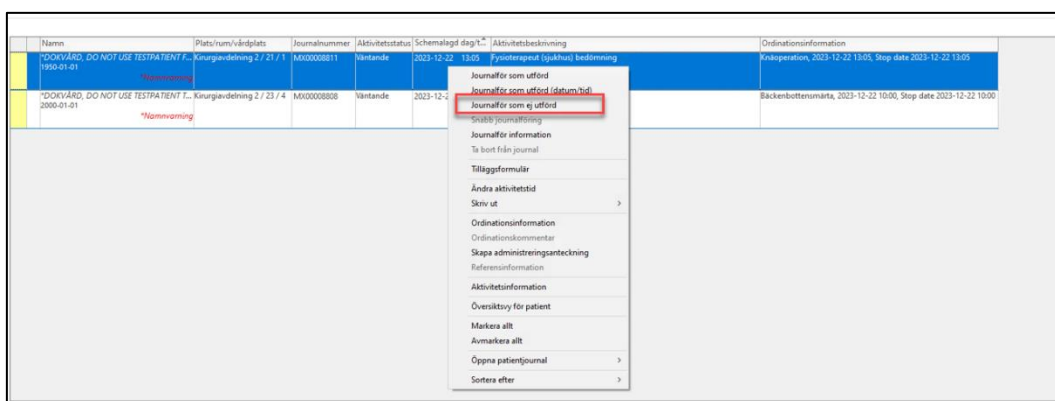 Namn Plats/rum/vårdplats Journalnummer Aktivitetsstatus Schemalagd dag/t... Aktivitetsbeskrivning Ordinationsinformation
*DOKVÅRD, DO NOT USE TESTPATIENT F... Kirurgiavdelning 2 / 21 / 1 MX00008811 Väntande 2023-12-22 13:05 Fysioterapeut (sjukhus) bedömning Knäoperation, 2023-12-22 13:05, Stop date 2023-12-22 13:05
1950-01-01
*Namnvarning
*DOKVÅRD, DO NOT USE TESTPATIENT T... Kirurgiavdelning 2 / 23 / 4 MX00008808 Väntande 2023-12-2 Bäckenbottensmärta, 2023-12-22 10:00, Stop date 2023-12-22 10:00
2000-01-01
*Namnvarning
Journalför som utförd
Journalför som utförd (datum/tid)
Journalför som ej utförd
Snabb journalföring
Journalför information
Ta bort från journal
Tilläggsformulär
Ändra aktivitetstid
Skriv ut
Ordinationsinformation
Ordinationskommentar
Skapa administreringsanteckning
Referensinformation
Aktivitetsinformation
Översiktsvy för patient
Markera allt
Avmarkera allt
Öppna patientjournal
Sortera efter